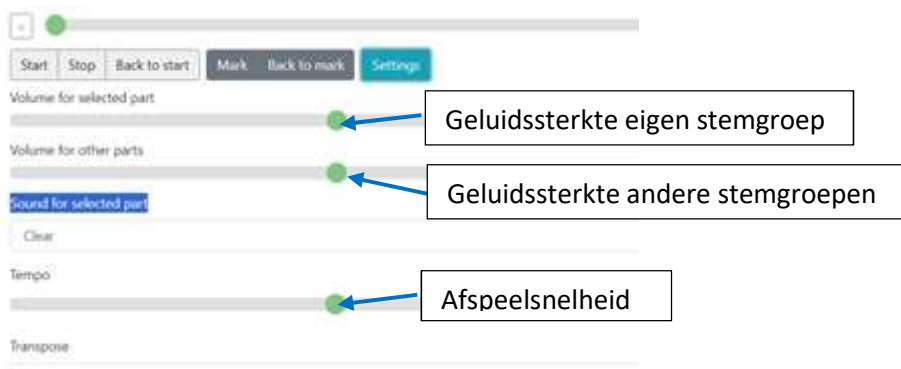 Start Stop Back to start Mark Back to mark Settings
Volume for selected part
Geluidssterkte eigen stemgroep
Volume for other parts
Geluidssterkte andere stemgroepen
Sound for selected part
Clear
Tempo
Afspeelsnelheid
Transpose